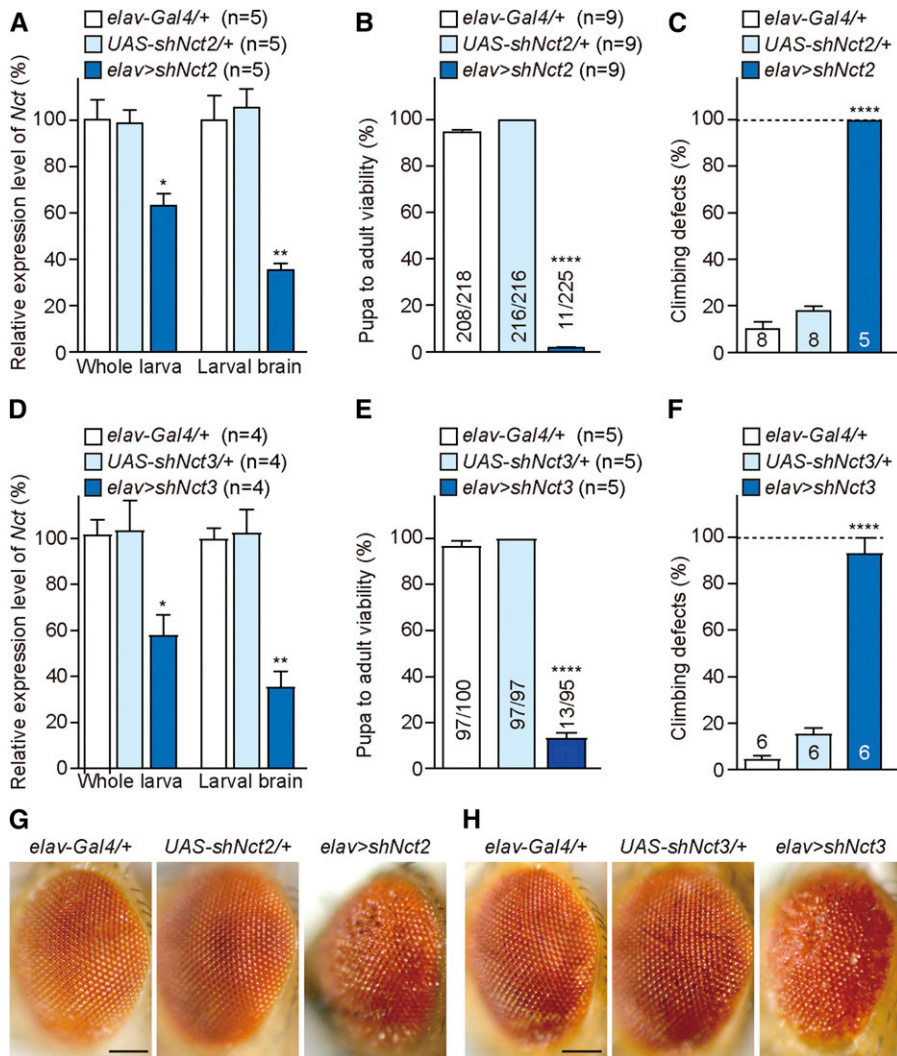 A
elav-Gal4/+ (n=5)
UAS-shNct2/+ (n=5)
elav>shNct2 (n=5)
Relative expression level of Nct (%)
100
80
60
40
20
0
*
**
Whole larva
Larval brain
B
elav-Gal4/+ (n=9)
UAS-shNct2/+ (n=9)
elav>shNct2 (n=9)
Pupa to adult viability (%)
100
80
60
40
20
0
208/218
216/216
****
11/225
C
elav-Gal4/+
UAS-shNct2/+
elav>shNct2
Climbing defects (%)
100
80
60
40
20
0
****
8
8
5
D
elav-Gal4/+ (n=4)
UAS-shNct3/+ (n=4)
elav>shNct3 (n=4)
Relative expression level of Nct (%)
100
80
60
40
20
0
*
**
Whole larva
Larval brain
E
elav-Gal4/+ (n=5)
UAS-shNct3/+ (n=5)
elav>shNct3 (n=5)
Pupa to adult viability (%)
100
80
60
40
20
0
97/100
97/97
****
13/95
F
elav-Gal4/+
UAS-shNct3/+
elav>shNct3
Climbing defects (%)
100
80
60
40
20
0
****
6
6
6
G
elav-Gal4/+
UAS-shNct2/+
elav>shNct2
H
elav-Gal4/+
UAS-shNct3/+
elav>shNct3